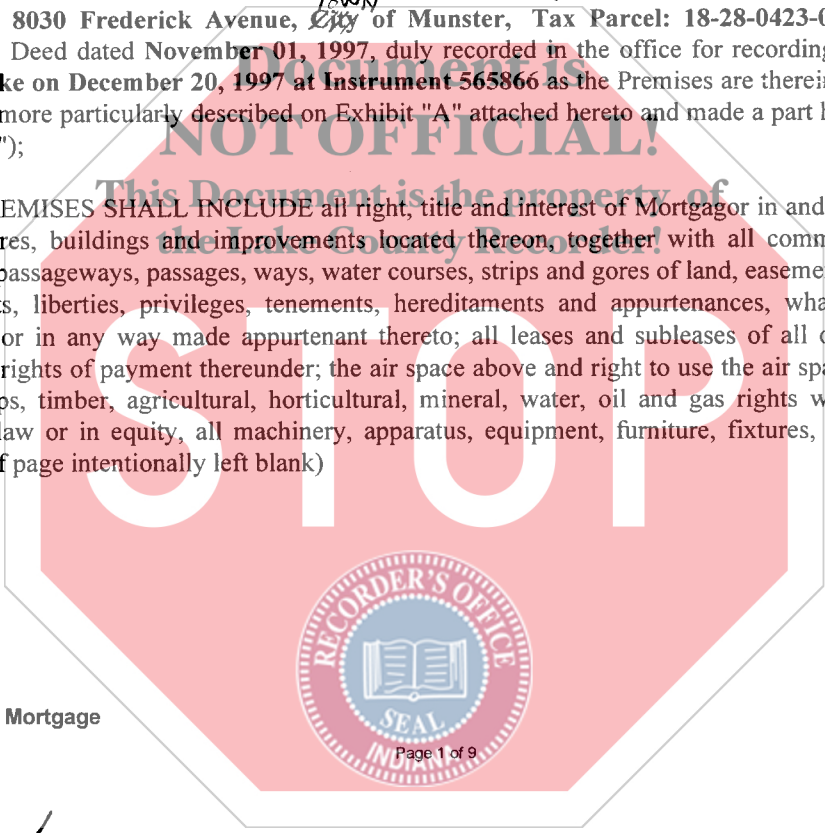 TOWN
8030 Frederick Avenue, City of Munster, Tax Parcel: 18-28-0423-0
Deed dated November 01, 1997, duly recorded in the office for recording
ke on December 20, 1997 at Instrument 565866 as the Premises are therein
more particularly described on Exhibit "A" attached hereto and made a part h
");
Document is
NOT OFFICIAL!
This Document is the property of
the Lake County Recorder!
EMISES SHALL INCLUDE all right, title and interest of Mortgagor in and
res, buildings and improvements located thereon, together with all comm
passageways, passages, ways, water courses, strips and gores of land, easeme
s, liberties, privileges, tenements, hereditaments and appurtenances, wha
or in any way made appurtenant thereto; all leases and subleases of all o
rights of payment thereunder; the air space above and right to use the air spa
ps, timber, agricultural, horticultural, mineral, water, oil and gas rights w
law or in equity, all machinery, apparatus, equipment, furniture, fixtures,
f page intentionally left blank)
STOP
RECORDER'S OFFICE
SEAL
INDIANA
Mortgage
Page 1 of 9